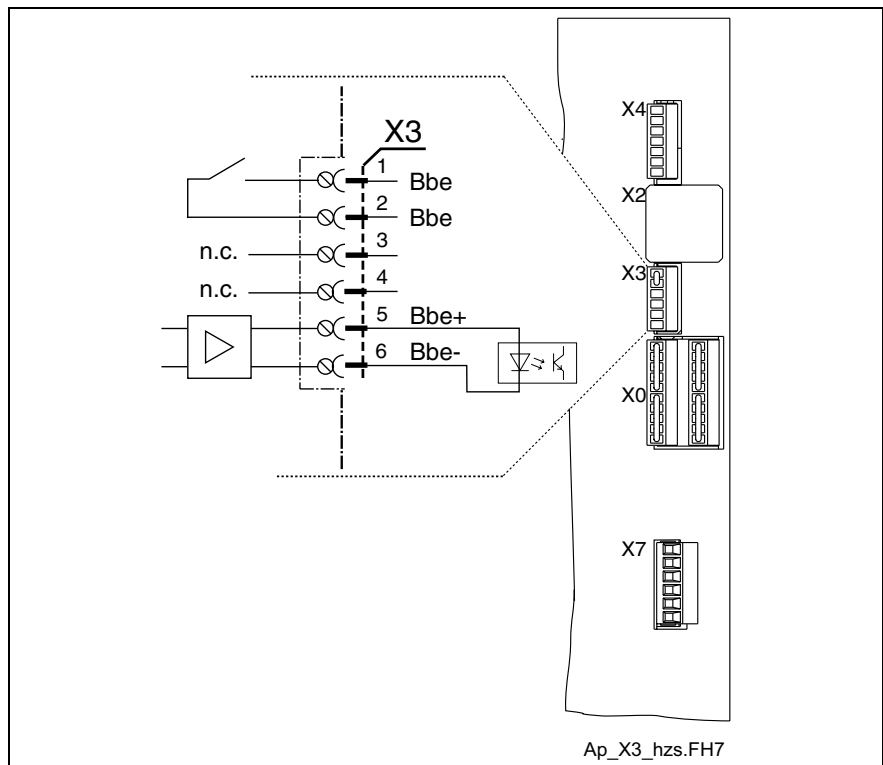 X3
1 Bbe
2 Bbe
n.c. 3
n.c. 4
5 Bbe+
6 Bbe-
X4
X2
X3
X0
X7
Ap_X3_hzs.FH7